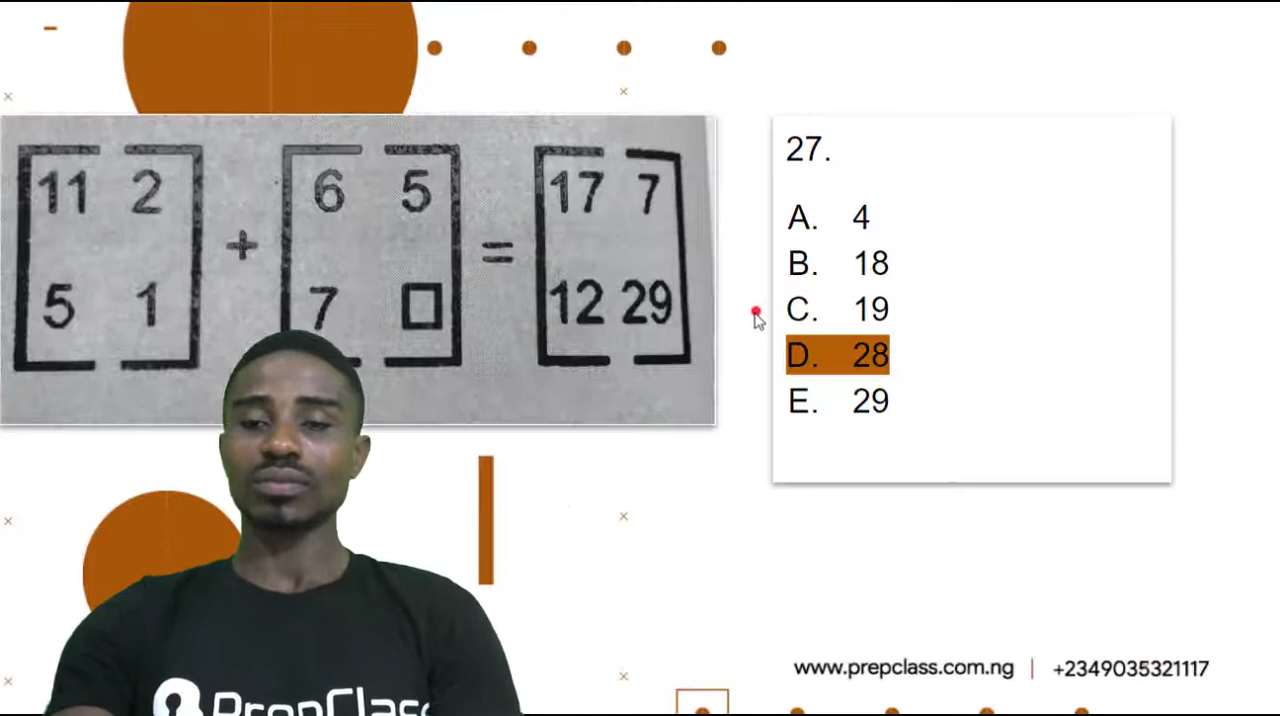 11 2 + 6 5 = 17 7
5 1 7 □ 12 29
27.
A. 4
B. 18
C. 19
D. 28
E. 29
PrepClass
www.prepclass.com.ng | +2349035321117